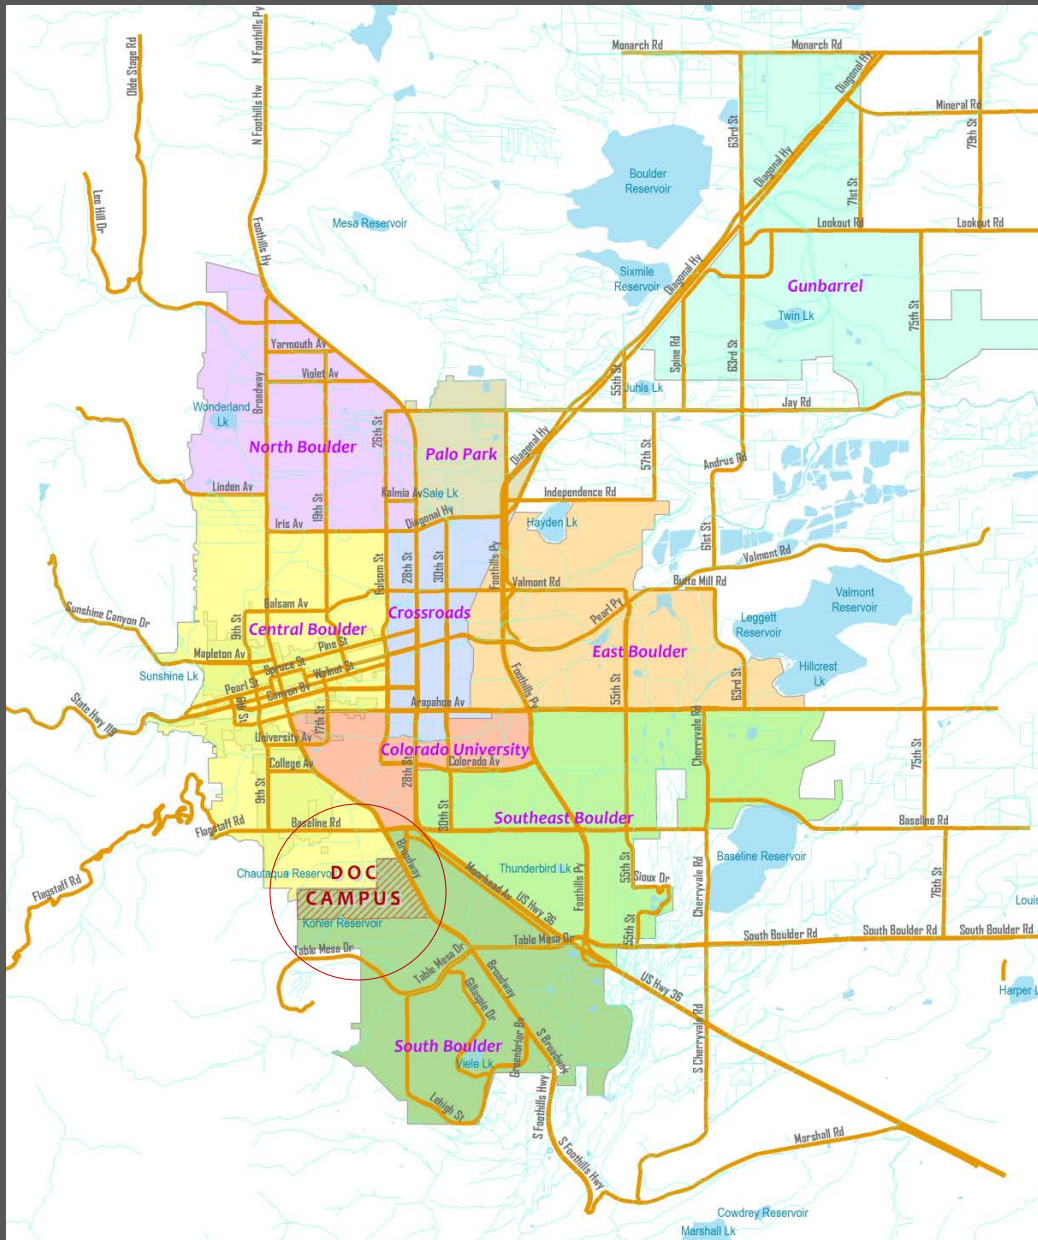 Monarch Rd
Monarch Rd
Olde Stage Rd
N Foothills Py
N Foothills Hw
Diagonal Hy
Mineral Rd
63rd St
79th St
Boulder
Reservoir
Diagonal Hy
Lee Hill Dr
71st St
Mesa Reservoir
Lookout Rd
Lookout Rd
Foothills Hy
Sixmile
Reservoir
Diagonal Hy
Gunbarrel
Twin Lk
75th St
Yarmouth Av
Spine Rd
63rd St
Violet Av
55th St
Juhls Lk
Broadway
Jay Rd
Wonderland
Lk
26th St
North Boulder
Palo Park
Diagonal Hy
57th St
Andrus Rd
Linden Av
Kalmia Av
Sale Lk
Independence Rd
19th St
Iris Av
Diagonal Hy
Hayden Lk
61st St
Valmont Rd
Folsom St
28th St
30th St
Foothills Py
Valmont Rd
Butte Mill Rd
Valmont
Reservoir
Sunshine Canyon Dr
Balsam Av
9th St
Central Boulder
Crossroads
Pearl Py
Leggett
Reservoir
Mapleton Av
Pine St
East Boulder
Spruce St
Walnut St
Hillcrest
Lk
Sunshine Lk
Pearl St
Canyon Bv
Foothills Py
55th St
63rd St
State Hwy 119
9th St
Arapahoe Av
17th St
University Av
Colorado University
Cherryvale Rd
75th St
College Av
28th St
Colorado Av
9th St
30th St
Flagstaff Rd
Baseline Rd
Southeast Boulder
Baseline Rd
Broadway
Baseline Reservoir
Chautaqua Reservo
DOC
CAMPUS
Moorhead Av
US Hwy 36
Thunderbird Lk
Foothills Py
55th St
Sioux Dr
Cherryvale Rd
76th St
Flagstaff Rd
Louis
Kohler Reservoir
Table Mesa Dr
Table Mesa Dr
55th St
South Boulder Rd
South Boulder Rd
South Boulder Rd
Table Mesa Dr
Broadway
US Hwy 36
Gillaspie Dr
Harper L
South Boulder
Viele Lk
Greenbriar Bv
S Broadway
S Cherryvale Rd
Lehigh St
S Foothills Hwy
Marshall Rd
S Foothills Hwy
Cowdrey Reservoir
Marshall Lk